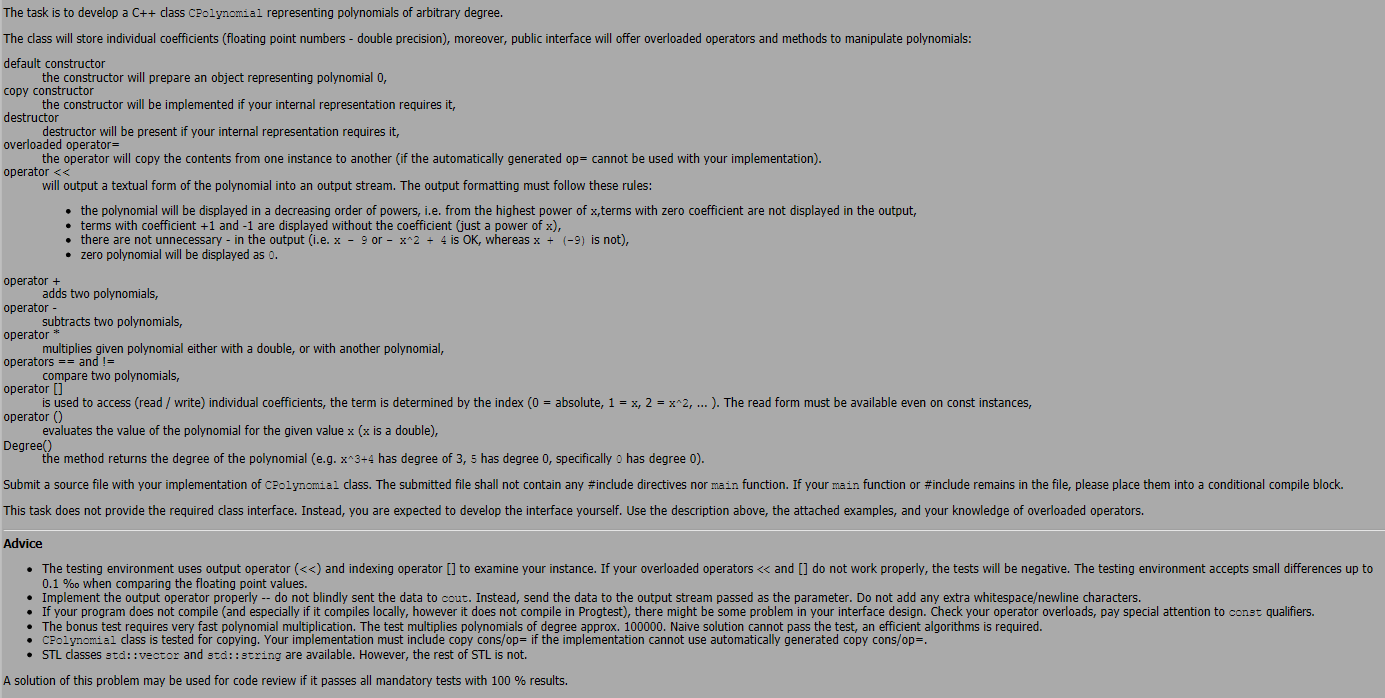 The task is to develop a C++ class CPolynomial representing polynomials of arbitrary degree.
The class will store individual coefficients (floating point numbers - double precision), moreover, public interface will offer overloaded operators and methods to manipulate polynomials:
default constructor
the constructor will prepare an object representing polynomial 0,
copy constructor
the constructor will be implemented if your internal representation requires it,
destructor
destructor will be present if your internal representation requires it,
overloaded operator=
the operator will copy the contents from one instance to another (if the automatically generated op= cannot be used with your implementation).
operator <<
will output a textual form of the polynomial into an output stream. The output formatting must follow these rules:
• the polynomial will be displayed in a decreasing order of powers, i.e. from the highest power of x,terms with zero coefficient are not displayed in the output,
• terms with coefficient +1 and -1 are displayed without the coefficient (just a power of x),
• there are not unnecessary - in the output (i.e. x - 9 or - x^2 + 4 is OK, whereas x + (-9) is not),
• zero polynomial will be displayed as 0.
operator +
adds two polynomials,
operator -
subtracts two polynomials,
operator *
multiplies given polynomial either with a double, or with another polynomial,
operators == and !=
compare two polynomials,
operator []
is used to access (read / write) individual coefficients, the term is determined by the index (0 = absolute, 1 = x, 2 = x^2, ... ). The read form must be available even on const instances,
operator ()
evaluates the value of the polynomial for the given value x (x is a double),
Degree()
the method returns the degree of the polynomial (e.g. x^3+4 has degree of 3, 5 has degree 0, specifically 0 has degree 0).
Submit a source file with your implementation of CPolynomial class. The submitted file shall not contain any #include directives nor main function. If your main function or #include remains in the file, please place them into a conditional compile block.
This task does not provide the required class interface. Instead, you are expected to develop the interface yourself. Use the description above, the attached examples, and your knowledge of overloaded operators.
Advice
• The testing environment uses output operator (<<) and indexing operator [] to examine your instance. If your overloaded operators << and [] do not work properly, the tests will be negative. The testing environment accepts small differences up to
0.1 ‰ when comparing the floating point values.
• Implement the output operator properly -- do not blindly sent the data to cout. Instead, send the data to the output stream passed as the parameter. Do not add any extra whitespace/newline characters.
• If your program does not compile (and especially if it compiles locally, however it does not compile in Progtest), there might be some problem in your interface design. Check your operator overloads, pay special attention to const qualifiers.
• The bonus test requires very fast polynomial multiplication. The test multiplies polynomials of degree approx. 100000. Naive solution cannot pass the test, an efficient algorithms is required.
• CPolynomial class is tested for copying. Your implementation must include copy cons/op= if the implementation cannot use automatically generated copy cons/op=.
• STL classes std::vector and std::string are available. However, the rest of STL is not.
A solution of this problem may be used for code review if it passes all mandatory tests with 100 % results.